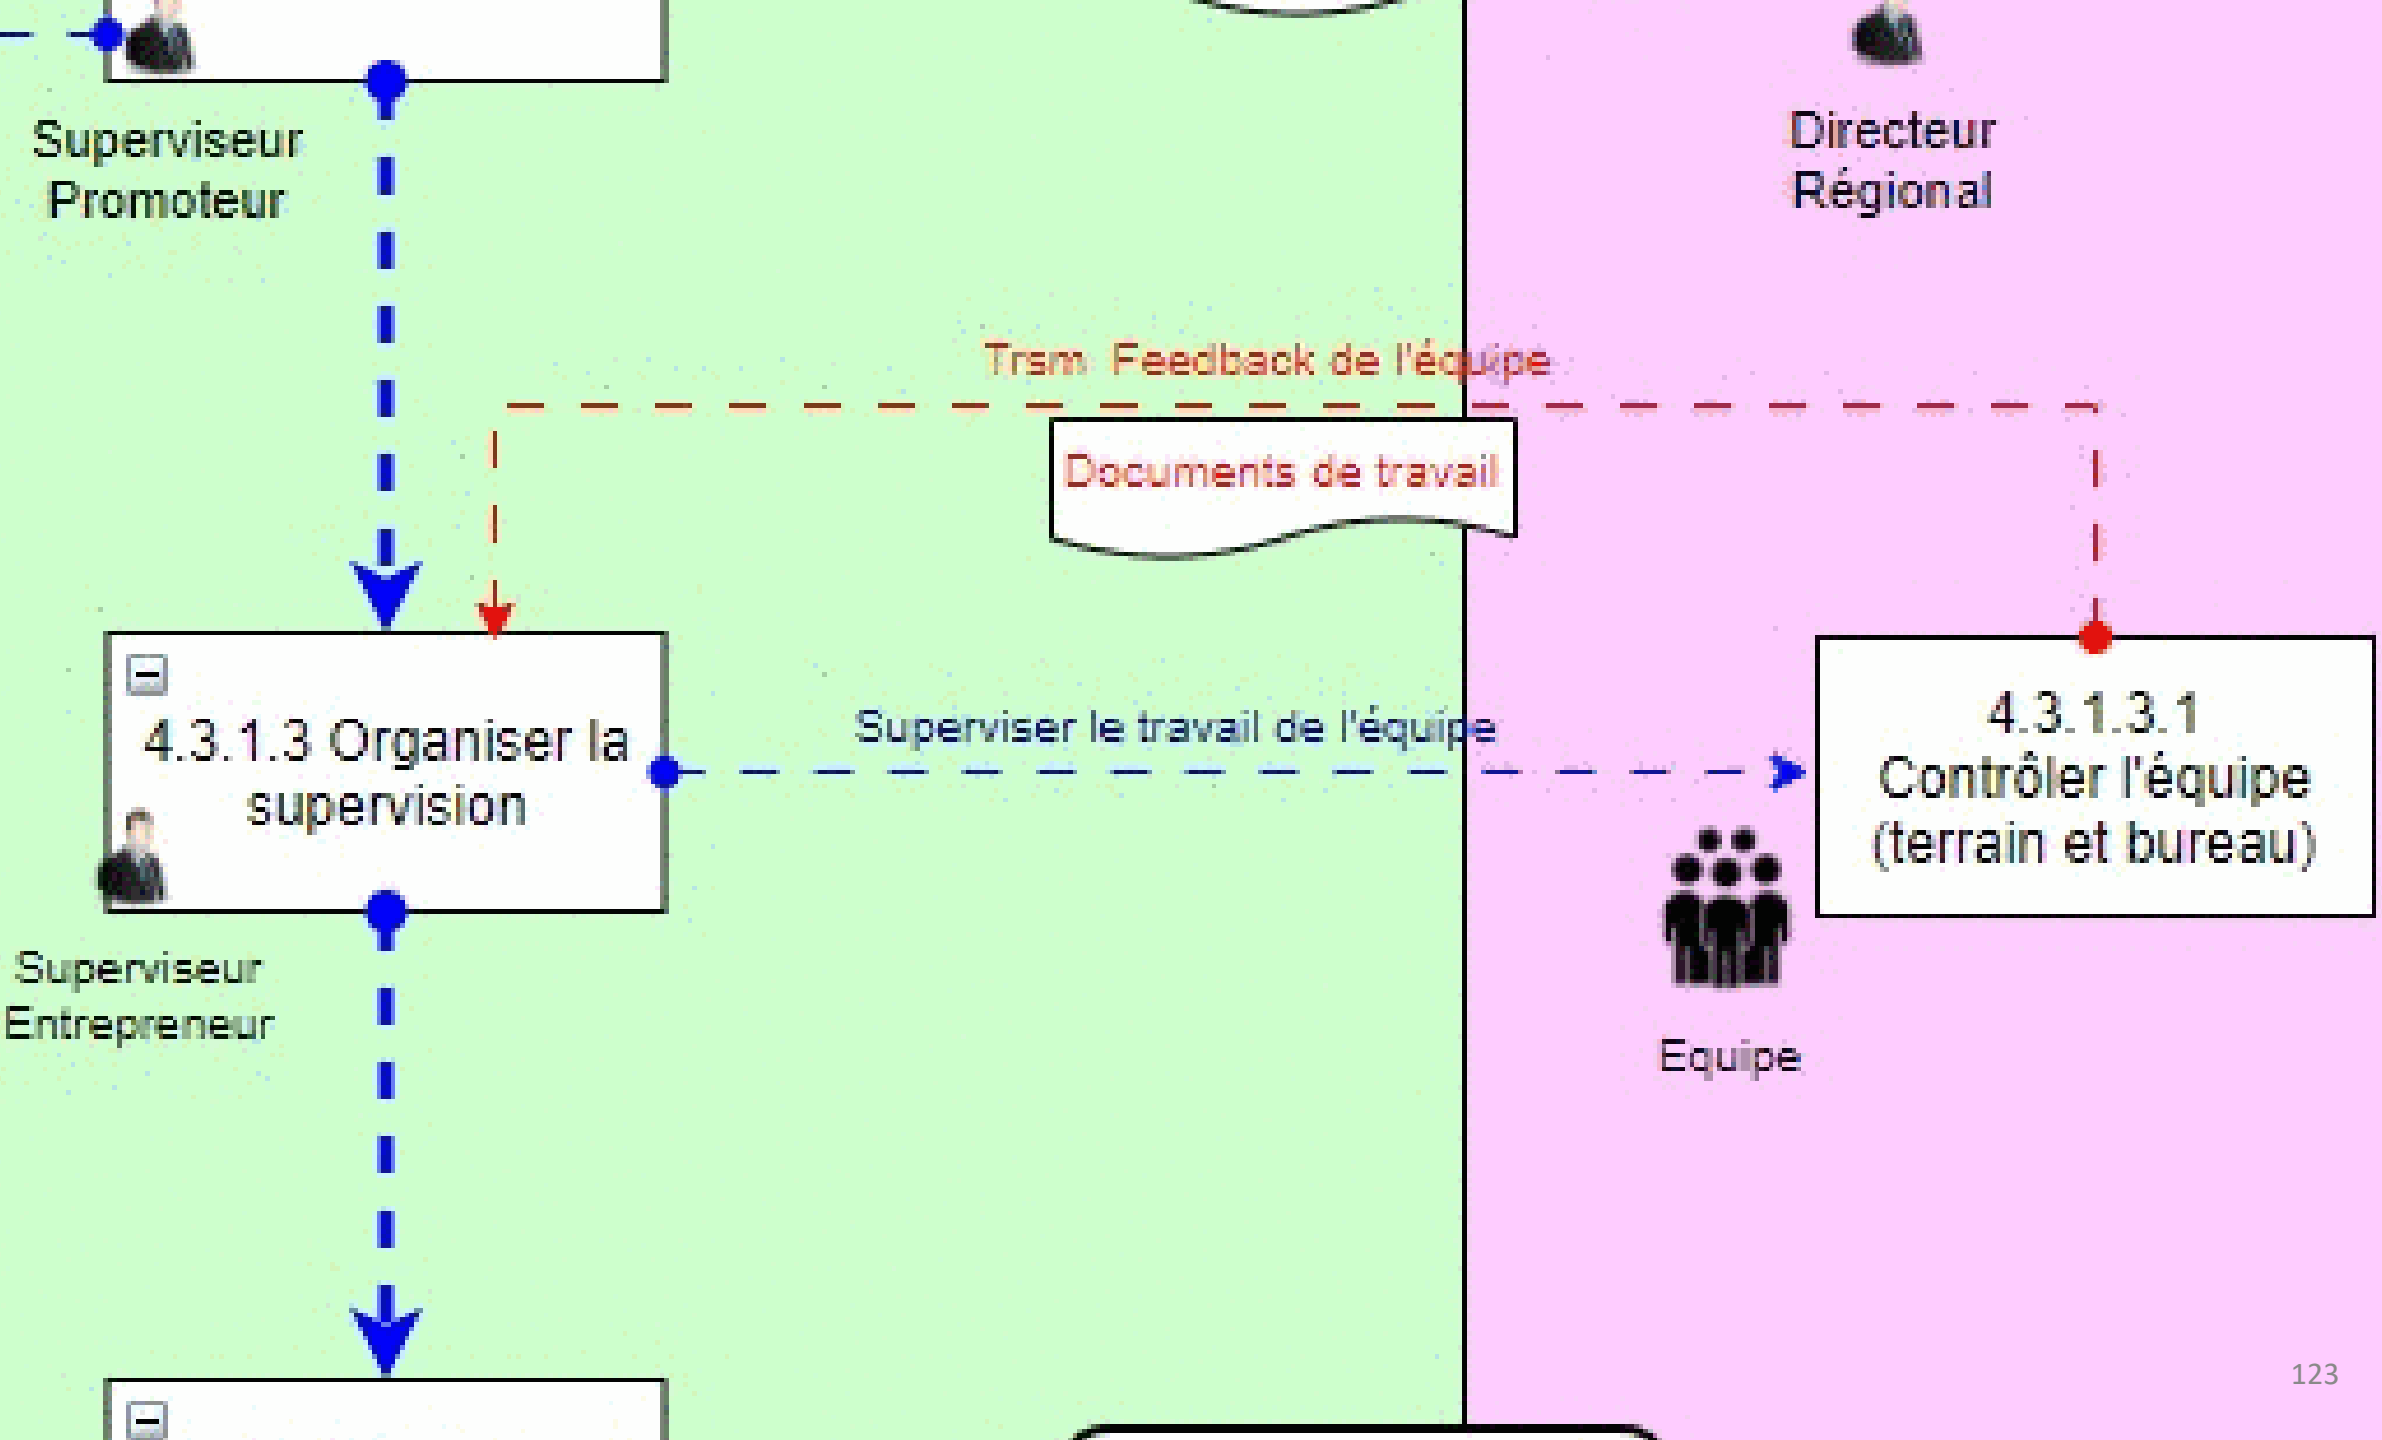 Superviseur
Promoteur
Directeur
Régional
Trsm  Feedback de l'équipe
Documents de travail
4.3.1.3 Organiser la
supervision
Superviser le travail de l'équipe
4.3.1.3.1
Contrôler l'équipe
(terrain et bureau)
Superviseur
Entrepreneur
Equipe
123